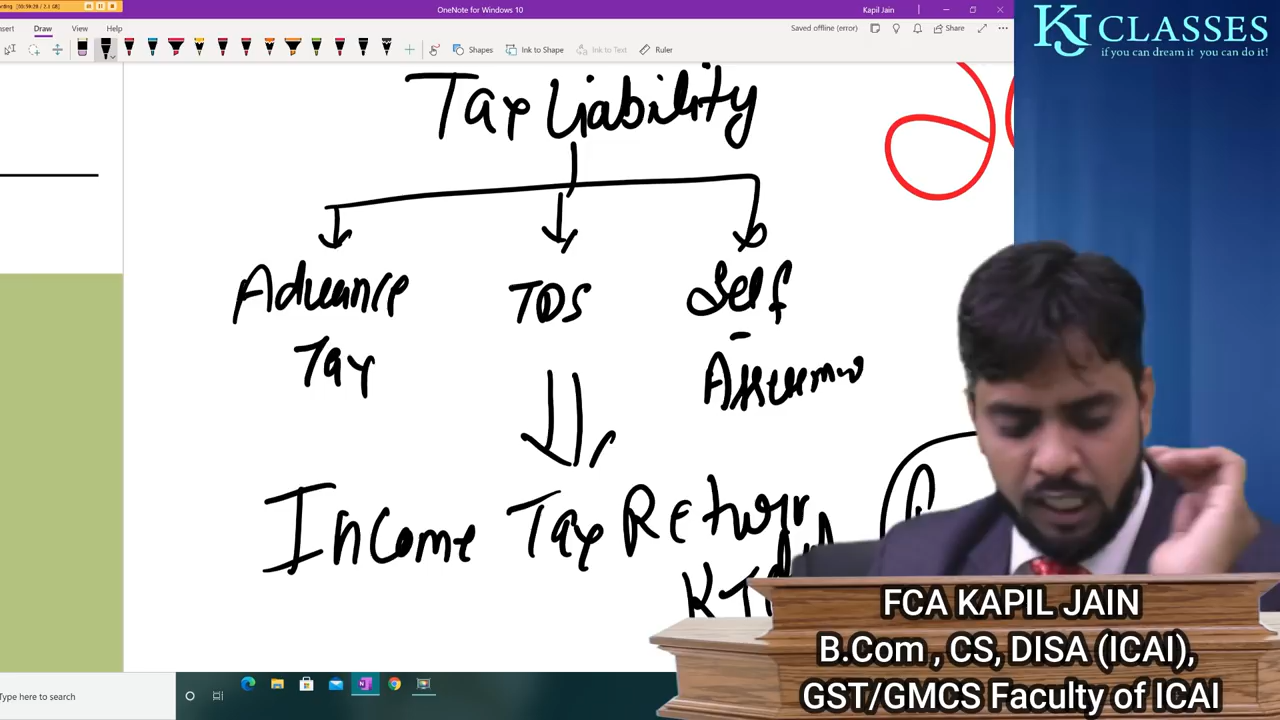 OneNote for Windows 10
Kapil Jain
Insert Draw View Help
Saved offline (error)
Share
Shapes Ink to Shape Ink to Text Ruler
KJ CLASSES
if you can dream it you can do it!
Tax Liability
Advance TDS Self
Tax
Income Tax Return
FCA KAPIL JAIN
B.Com , CS, DISA (ICAI),
GST/GMCS Faculty of ICAI
Type here to search